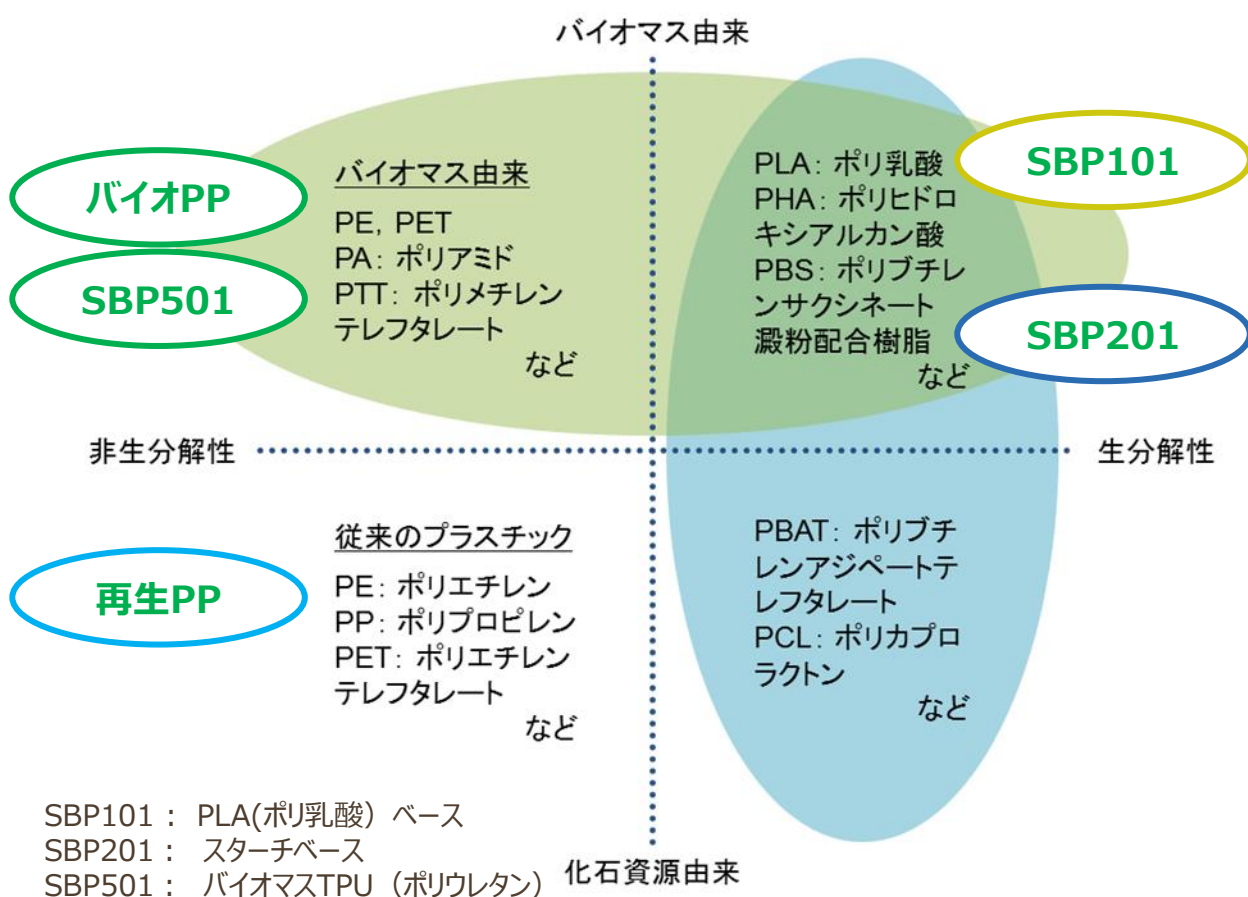 バイオマス由来
バイオPP
SBP501
バイオマス由来
PE, PET
PA：ポリアミド
PTT：ポリメチレン
テレフタレート
など
PLA：ポリ乳酸
PHA：ポリヒドロ
キシアルカン酸
PBS：ポリブチレ
ンサクシネート
澱粉配合樹脂
など
SBP101
SBP201
非生分解性
生分解性
再生PP
従来のプラスチック
PE：ポリエチレン
PP：ポリプロピレン
PET：ポリエチレン
テレフタレート
など
PBAT：ポリブチ
レンアジペートテ
レフタレート
PCL：ポリカプロ
ラクトン
など
SBP101： PLA(ポリ乳酸）ベース
SBP201： スターチベース
SBP501： バイオマスTPU（ポリウレタン）
化石資源由来